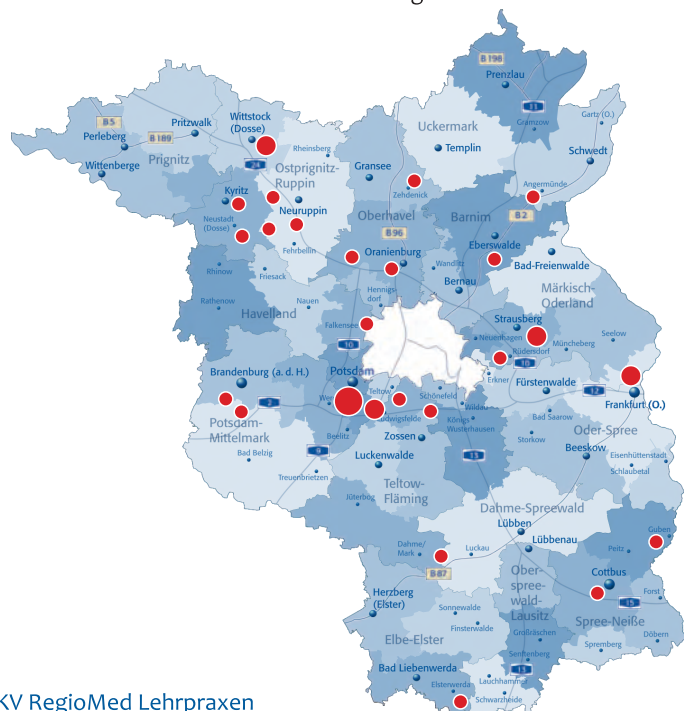 B 198
Prenzlau
11
Gartz (O.)
Gramzow
B 5
Pritzwalk
Wittstock
(Dosse)
Uckermark
Perleberg
B 189
Rheinsberg
Templin
Schwedt
Prignitz
24
Gransee
Wittenberge
Ostprignitz-
Ruppin
Zehdenick
Angermünde
Kyritz
Neuruppin
Oberhavel
Barnim
B 2
Neustadt
(Dosse)
B 96
Eberswalde
Fehrbellin
Oranienburg
Wandlitz
Bad-Freienwalde
Rhinow
Friesack
Bernau
Märkisch-
Oderland
Hennigs-
dorf
Rathenow
Nauen
Havelland
Strausberg
Falkensee
Neuenhagen
Seelow
10
Rüdersdorf
Müncheberg
10
Brandenburg (a. d. H.)
Potsdam
Erkner
Fürstenwalde
12
Teltow
Schönefeld
Frankfurt (O.)
2
Wildau
Bad Saarow
Potsdam-
Mittelmark
Beelitz
Königs
Wusterhausen
Oder-Spree
Zossen
Storkow
Bad Belzig
9
Luckenwalde
13
Beeskow
Eisenhüttenstadt
Schlaubetal
Treuenbrietzen
Teltow-
Fläming
Jüterbog
Dahme-Spreewald
Lübben
Guben
Dahme/
Mark
Luckau
Lübbenau
Peitz
B 87
Ober-
spree-
wald-
Lausitz
Cottbus
Herzberg
(Elster)
Forst
15
Sonnewalde
Spree-Neiße
Finsterwalde
Elbe-Elster
Großräschen
Döbern
Spremberg
Senftenberg
Bad Liebenwerda
13
Lauchhammer
Elsterwerda
Schwarzheide
KV RegioMed Lehrpraxen